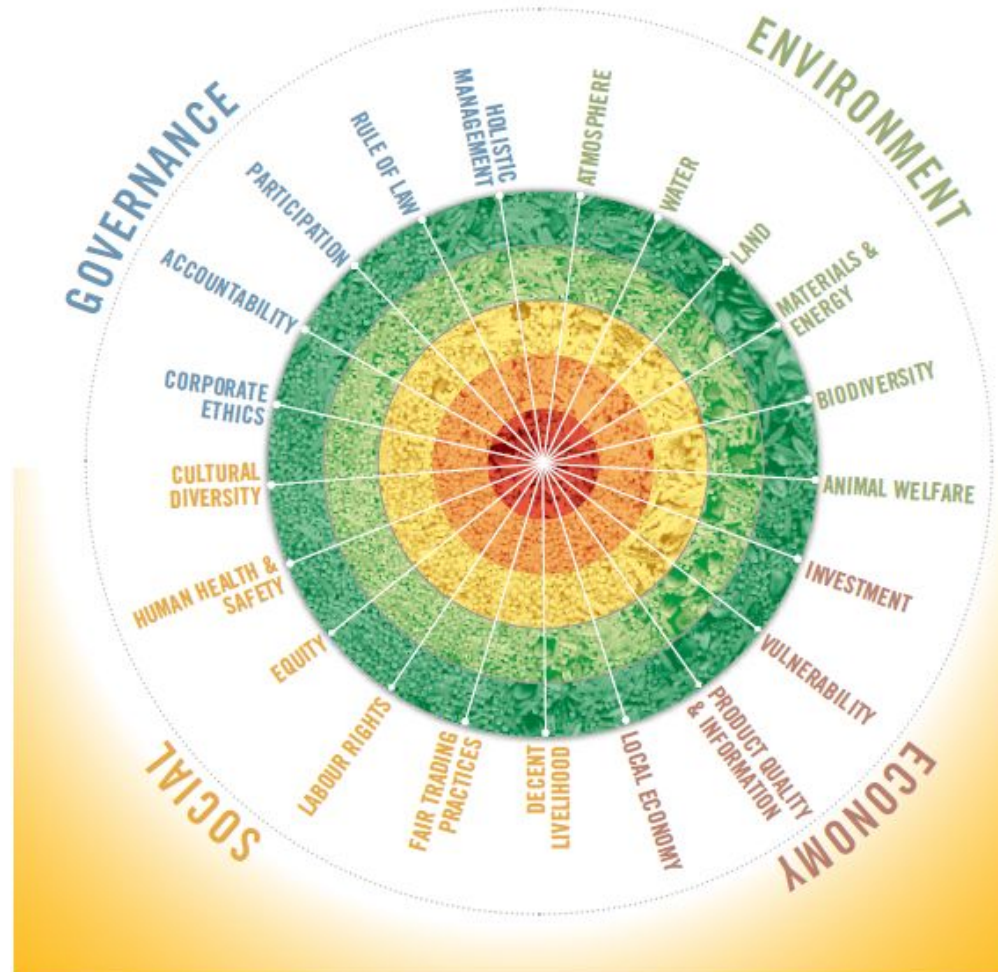 GOVERNANCE
HOLISTIC
MANAGEMENT
RULE OF LAW
PARTICIPATION
ACCOUNTABILITY
CORPORATE
ETHICS
ENVIRONMENT
ATMOSPHERE
WATER
LAND
MATERIALS &
ENERGY
BIODIVERSITY
ANIMAL WELFARE
ECONOMY
INVESTMENT
VULNERABILITY
PRODUCT QUALITY
& INFORMATION
LOCAL ECONOMY
SOCIAL
DECENT
LIVELIHOOD
FAIR TRADING
PRACTICES
LABOUR RIGHTS
EQUITY
HUMAN HEALTH &
SAFETY
CULTURAL
DIVERSITY